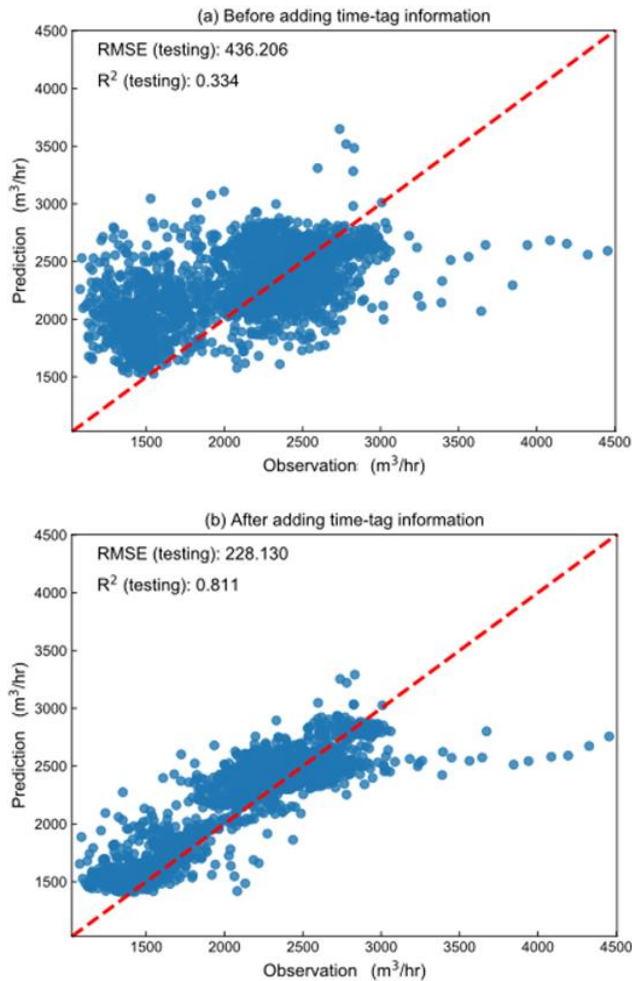 (a) Before adding time-tag information
RMSE (testing): 436.206
R² (testing): 0.334
4500
4000
3500
3000
2500
2000
1500
Prediction (m³/hr)
1500 2000 2500 3000 3500 4000 4500
Observation (m³/hr)
(b) After adding time-tag information
RMSE (testing): 228.130
R² (testing): 0.811
4500
4000
3500
3000
2500
2000
1500
Prediction (m³/hr)
1500 2000 2500 3000 3500 4000 4500
Observation (m³/hr)